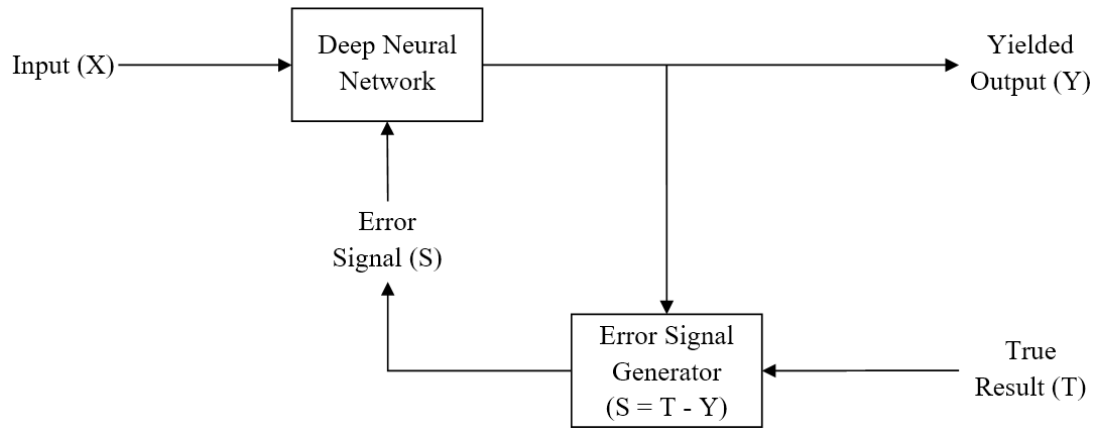 Input (X)
Deep Neural
Network
Yielded
Output (Y)
Error
Signal (S)
Error Signal
Generator
(S = T - Y)
True
Result (T)